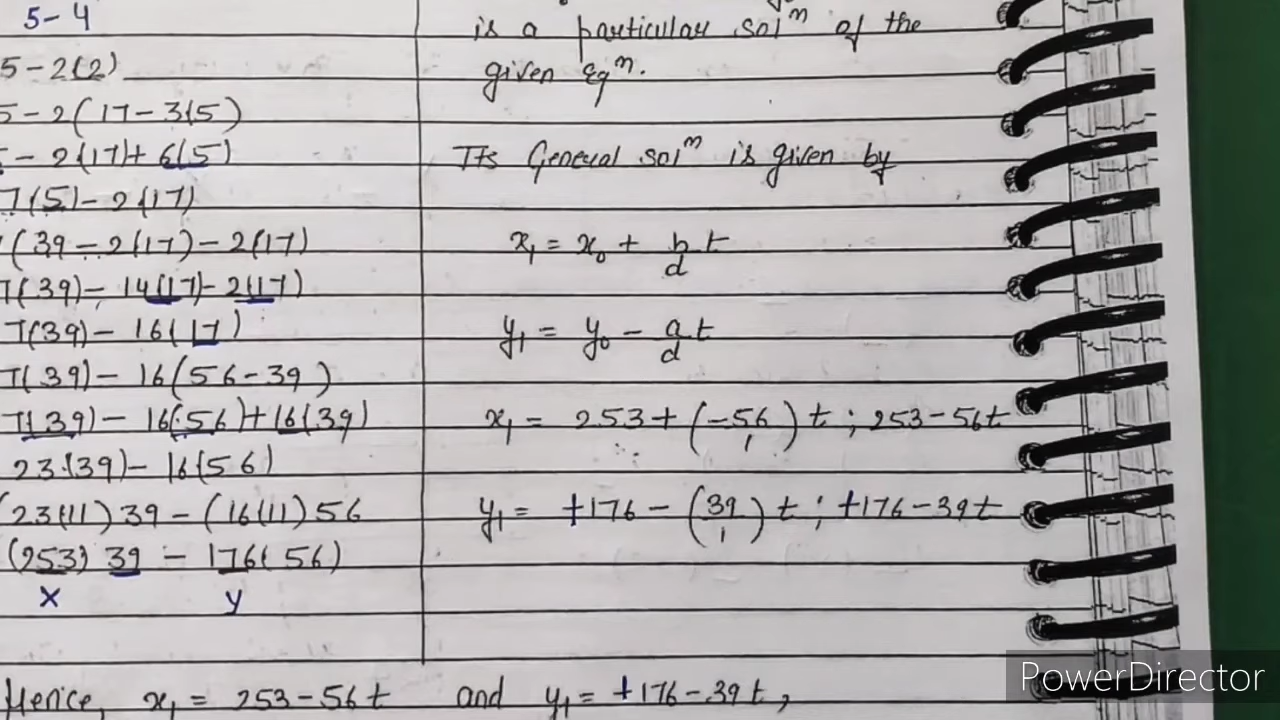 5-4
5-2(2)
5-2(17-3(5)
- 2(17)+ 6(5)
7(5)-2(17)
(39-2(17)-2(17)
7(39)-14(17)-2(17)
7(39)-16(17)
7(39)-16(56-39)
7(39)-16(56)+16(39)
23(39)-16(56)
(23(11)39-(16(11)56
(253) 39 - 176(56)
x y
is a particular solⁿ of the
given Eqⁿ.
Its General solⁿ is given by
x₁ = x₀ + b/d t
y₁ = y₀ - a/d t
x₁ = 253+(-56/1)t; 253-56t
y₁ = +176-(39/1)t; +176-39t
Hence, x₁ = 253-56t and y₁= +176-39t,
PowerDirector